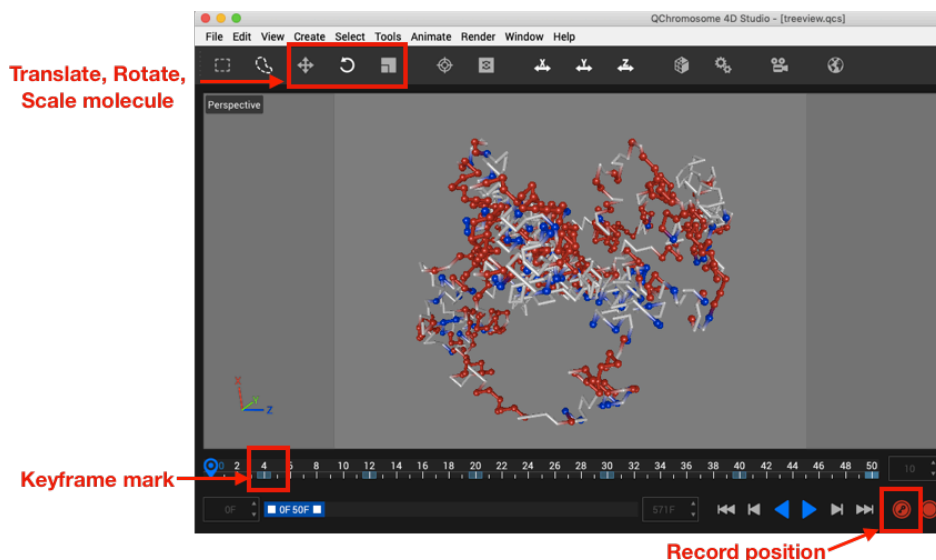 QChromosome 4D Studio - [treeview.qcs]
File Edit View Create Select Tools Animate Render Window Help
Translate, Rotate,
Scale molecule
X Y Z
Perspective
X
Y
Z
Keyframe mark
0 2 4 6 8 10 12 14 16 18 20 22 24 26 28 30 32 34 36 38 40 42 44 46 48 50
10
0F 0F 50F 571F
Record position